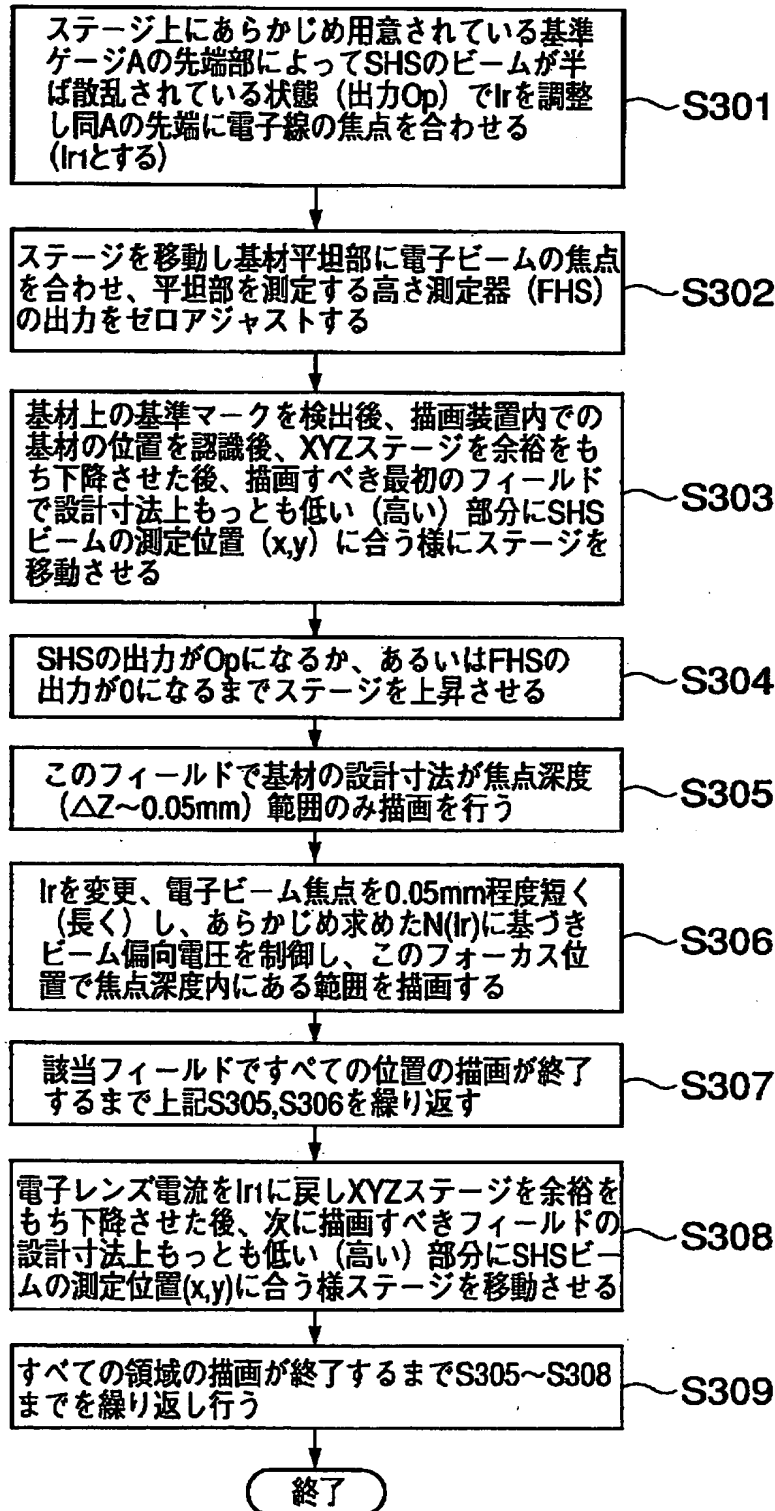 ステージ上にあらかじめ用意されている基準
ゲージAの先端部によってSHSのビームが半
ば散乱されている状態（出力Op）でIrを調整
し同Aの先端に電子線の焦点を合わせる
(Ir1とする)
S301
ステージを移動し基材平坦部に電子ビームの焦点
を合わせ、平坦部を測定する高さ測定器（FHS）
の出力をゼロアジャストする
S302
基材上の基準マークを検出後、描画装置内での
基材の位置を認識後、XYZステージを余裕をも
ち下降させた後、描画すべき最初のフィールド
で設計寸法上もっとも低い（高い）部分にSHS
ビームの測定位置（x,y）に合う様にステージを
移動させる
S303
SHSの出力がOpになるか、あるいはFHSの
出力が0になるまでステージを上昇させる
S304
このフィールドで基材の設計寸法が焦点深度
（△Z～0.05mm）範囲のみ描画を行う
S305
Irを変更、電子ビーム焦点を0.05mm程度短く
（長く）し、あらかじめ求めたN(Ir)に基づき
ビーム偏向電圧を制御し、このフォーカス位
置で焦点深度内にある範囲を描画する
S306
該当フィールドですべての位置の描画が終了
するまで上記S305,S306を繰り返す
S307
電子レンズ電流をIr1に戻しXYZステージを余裕を
もち下降させた後、次に描画すべきフィールドの
設計寸法上もっとも低い（高い）部分にSHSビー
ムの測定位置(x,y)に合う様ステージを移動させる
S308
すべての領域の描画が終了するまでS305～S308
までを繰り返し行う
S309
終了